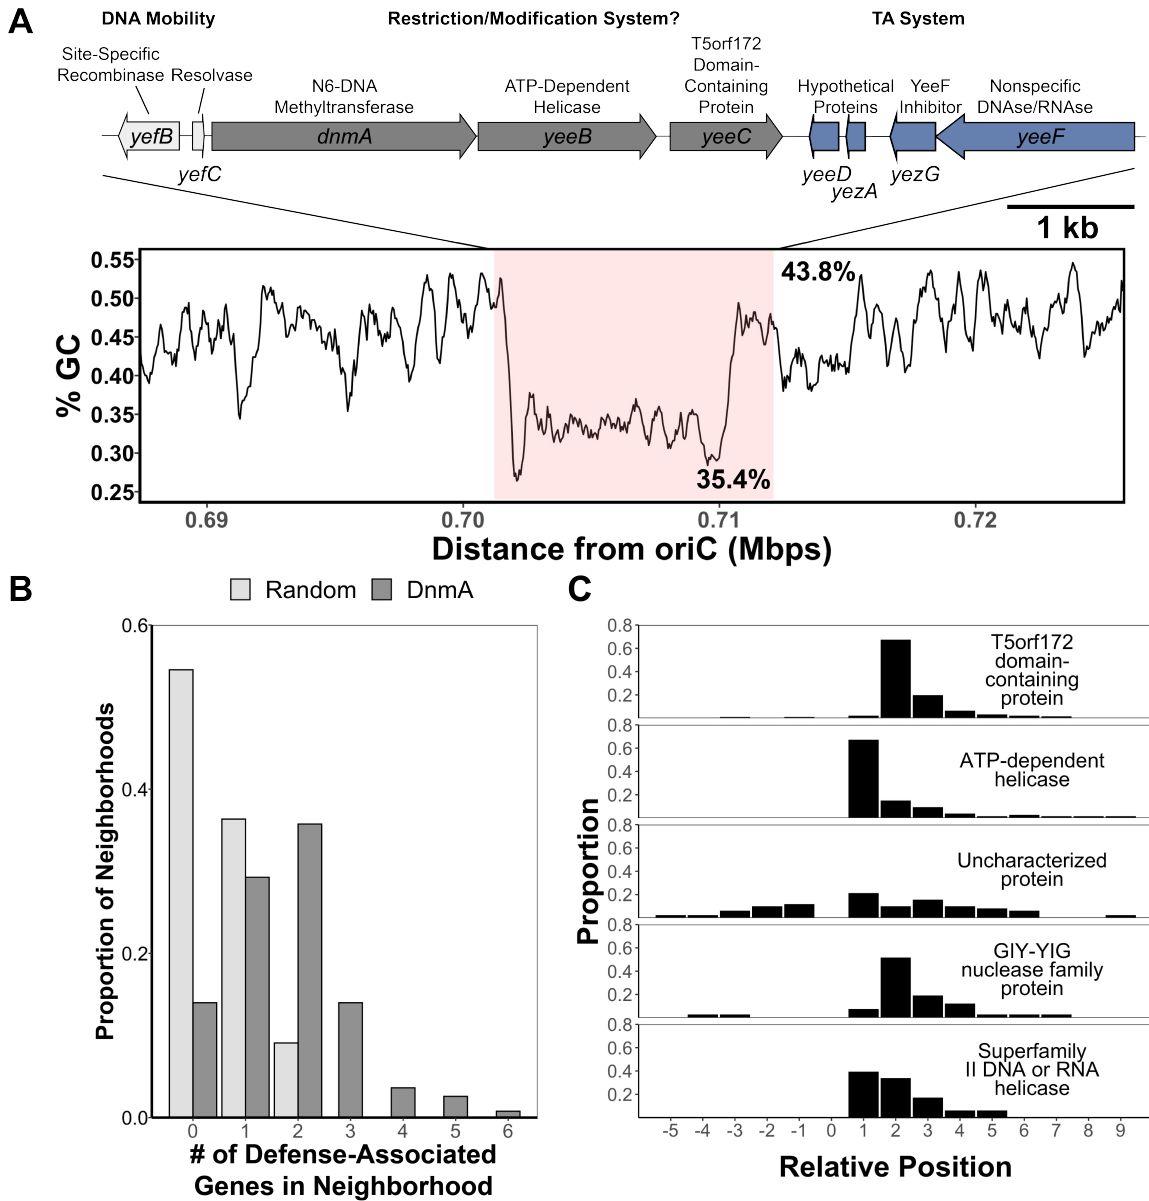 A
DNA Mobility
Restriction/Modification System?
TA System
Site-Specific
Recombinase
Resolvase
N6-DNA
Methyltransferase
ATP-Dependent
Helicase
T5orf172
Domain-
Containing
Protein
Hypothetical
Proteins
YeeF
Inhibitor
Nonspecific
DNAse/RNAse
yefB
yefC
dnmA
yeeB
yeeC
yeeD
yezA
yezG
yeeF
1 kb
% GC
0.55
0.50
0.45
0.40
0.35
0.30
0.25
43.8%
35.4%
0.69
0.70
0.71
0.72
Distance from oriC (Mbps)
B
Random
DnmA
Proportion of Neighborhoods
0.6
0.4
0.2
0.0
0 1 2 3 4 5 6
# of Defense-Associated
Genes in Neighborhood
C
Proportion
0.8
0.6
0.4
0.2
T5orf172
domain-
containing
protein
0.8
0.6
0.4
0.2
ATP-dependent
helicase
0.8
0.6
0.4
0.2
Uncharacterized
protein
0.8
0.6
0.4
0.2
GIY-YIG
nuclease family
protein
0.8
0.6
0.4
0.2
Superfamily
II DNA or RNA
helicase
-5 -4 -3 -2 -1 0 1 2 3 4 5 6 7 8 9
Relative Position